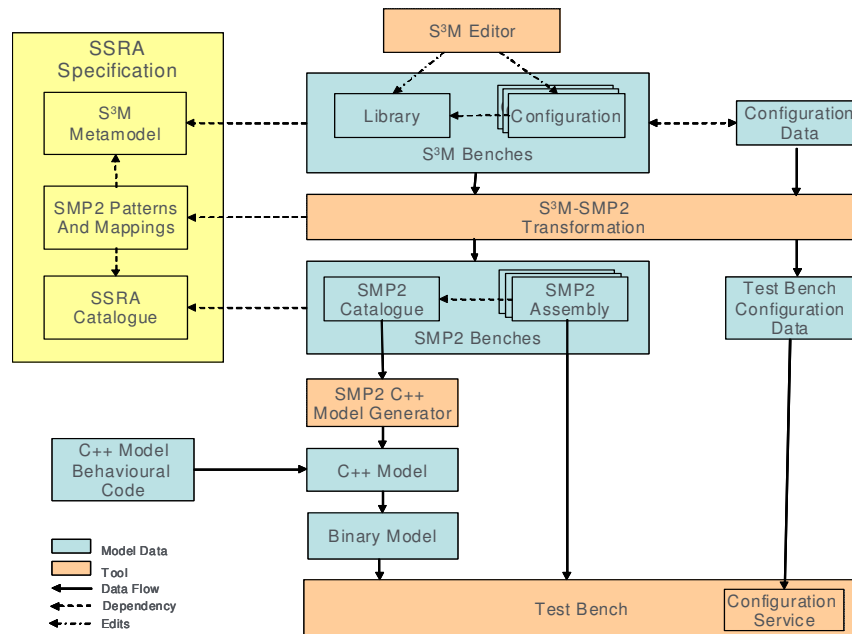 S³M Editor
SSRA
Specification
S³M
Metamodel
Library
Configuration
S³M Benches
Configuration
Data
SMP2 Patterns
And Mappings
S³M-SMP2
Transformation
SSRA
Catalogue
SMP2
Catalogue
SMP2
Assembly
SMP2 Benches
Test Bench
Configuration
Data
SMP2 C++
Model Generator
C++ Model
Behavioural
Code
C++ Model
Binary Model
Model Data
Tool
Data Flow
Dependency
Edits
Test Bench
Configuration
Service